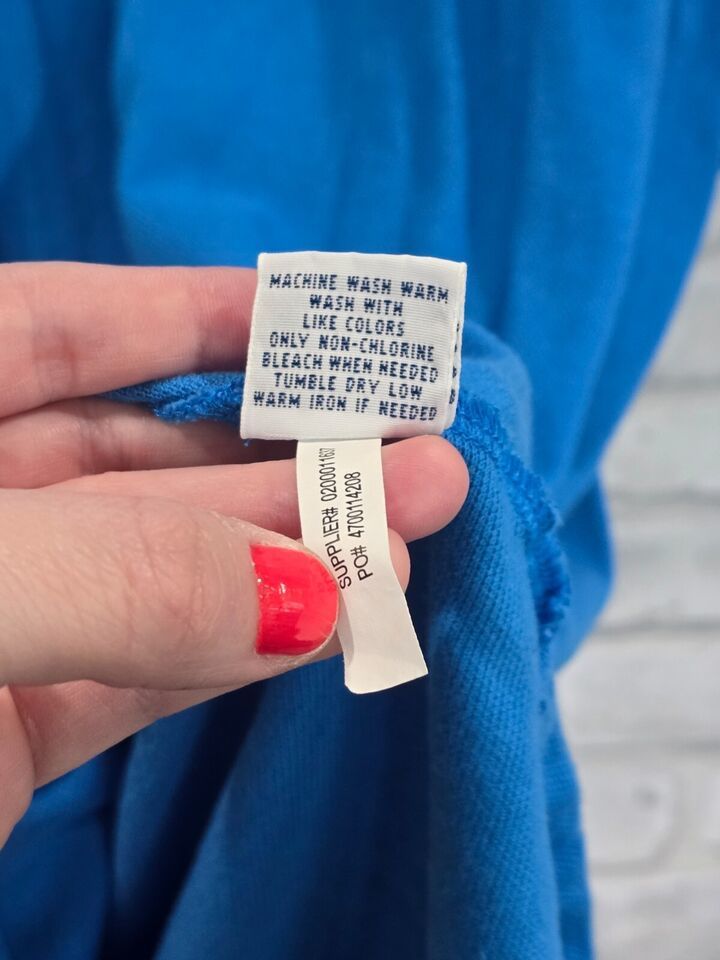 MACHINE WASH WARM
WASH WITH
LIKE COLORS
ONLY NON-CHLORINE
BLEACH WHEN NEEDED
TUMBLE DRY LOW
WARM IRON IF NEEDED
SUPPLIER# 0200011637
PO# 4700114208